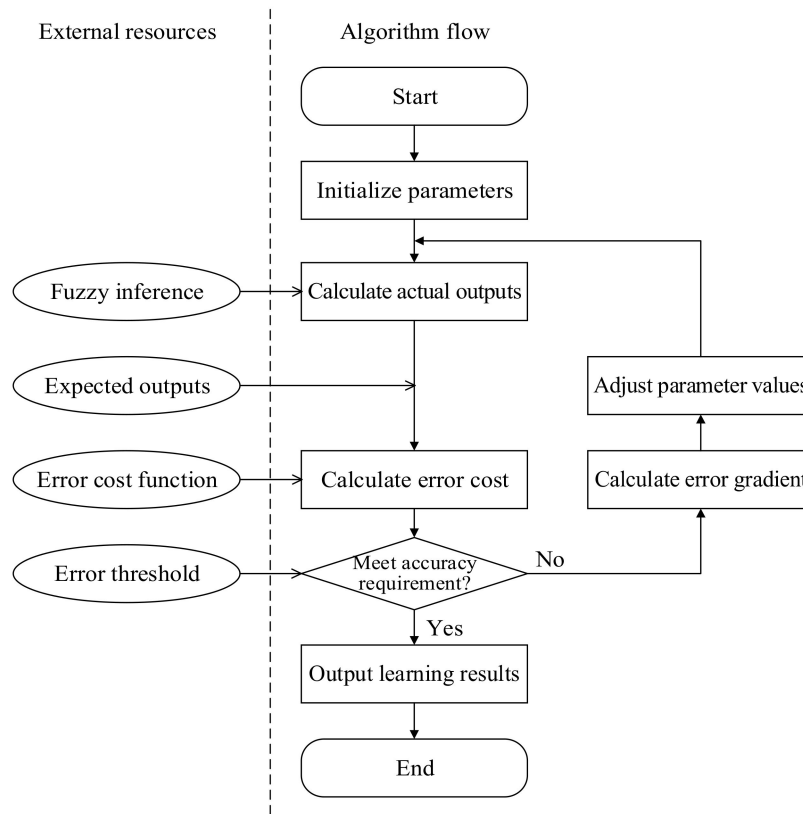 External resources
Algorithm flow
Start
Initialize parameters
Fuzzy inference
Calculate actual outputs
Expected outputs
Adjust parameter values
Error cost function
Calculate error cost
Calculate error gradient
Error threshold
Meet accuracy
requirement?
No
Yes
Output learning results
End